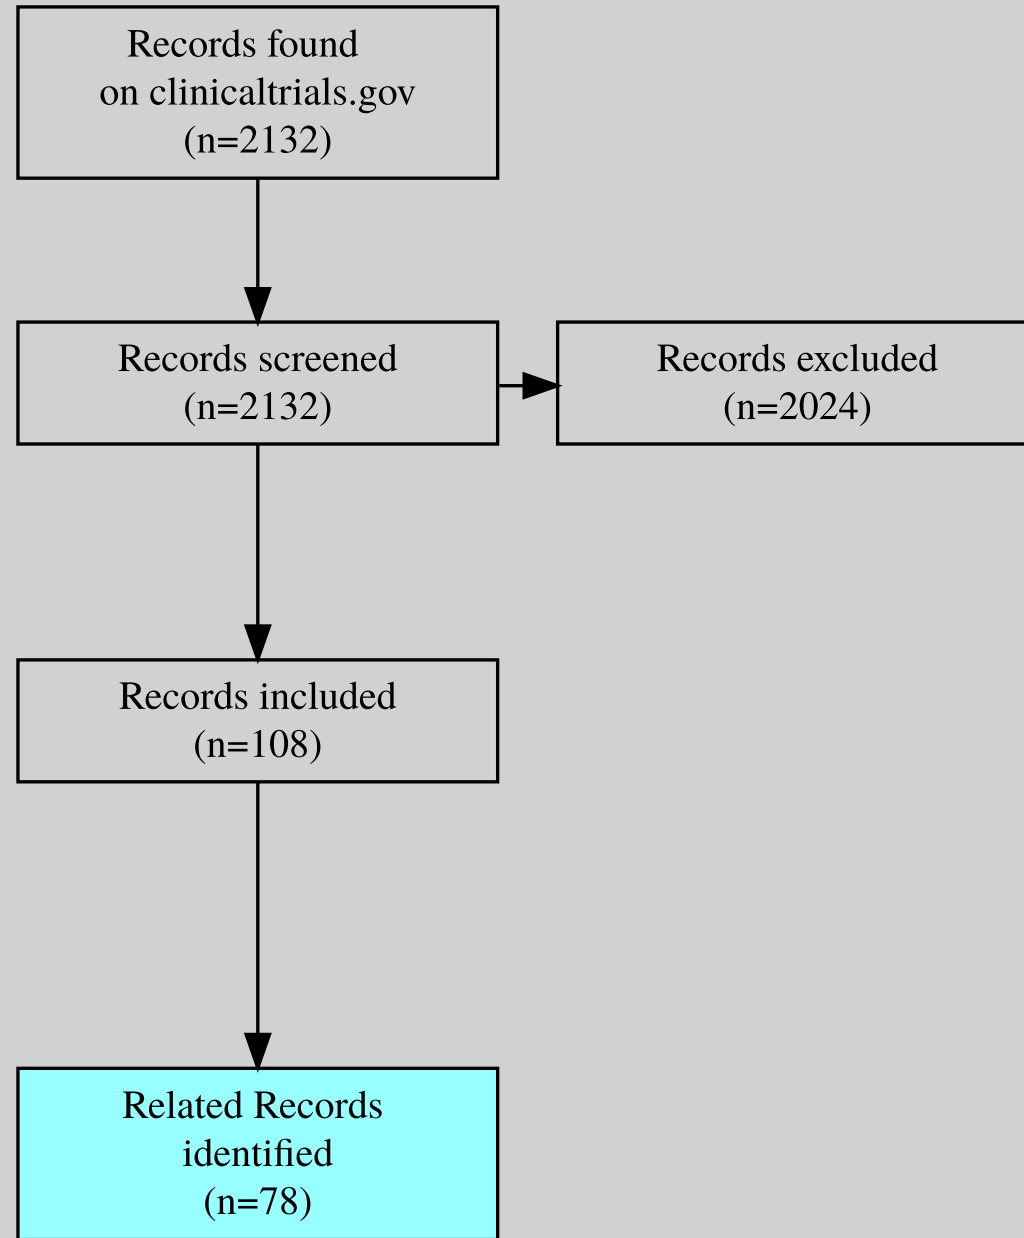 Records found
on clinicaltrials.gov
(n=2132)
Records screened
(n=2132)
Records excluded
(n=2024)
Records included
(n=108)
Related Records
identified
(n=78)